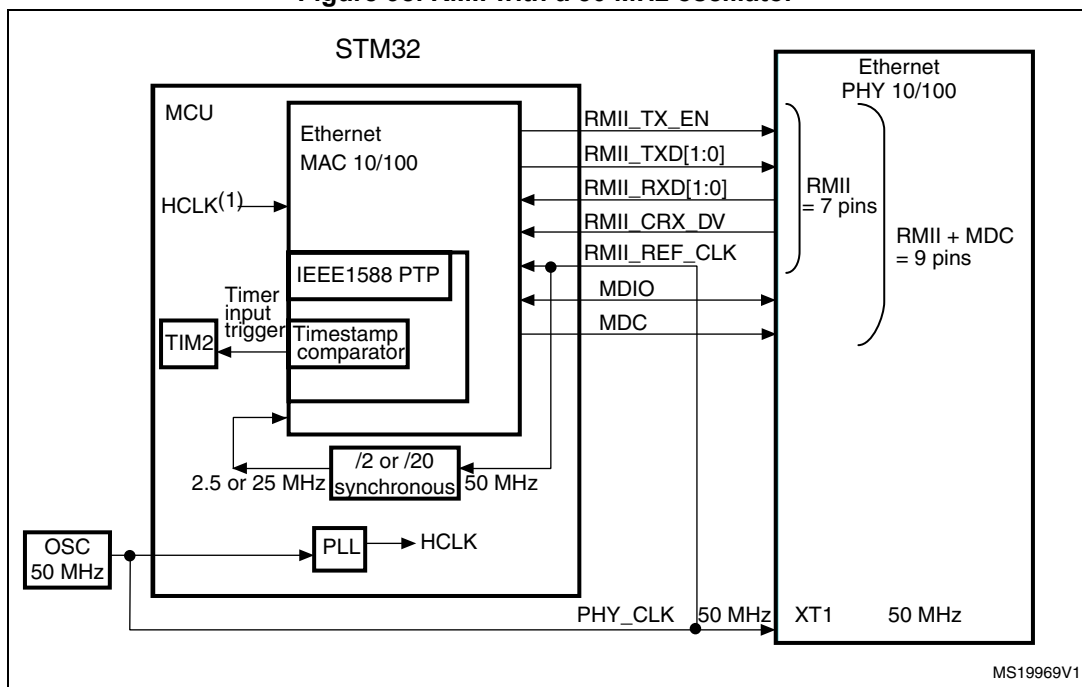 Figure 90. RMII with a 50 MHz oscillator
STM32
MCU
Ethernet
MAC 10/100
HCLK(1)
IEEE1588 PTP
Timer
input
trigger
TIM2
Timestamp
comparator
/2 or /20
synchronous
2.5 or 25 MHz
50 MHz
OSC
50 MHz
PLL
HCLK
RMII_TX_EN
RMII_TXD[1:0]
RMII_RXD[1:0]
RMII_CRX_DV
RMII_REF_CLK
MDIO
MDC
PHY_CLK
50 MHz
Ethernet
PHY 10/100
RMII
= 7 pins
RMII + MDC
= 9 pins
XT1
50 MHz
MS19969V1